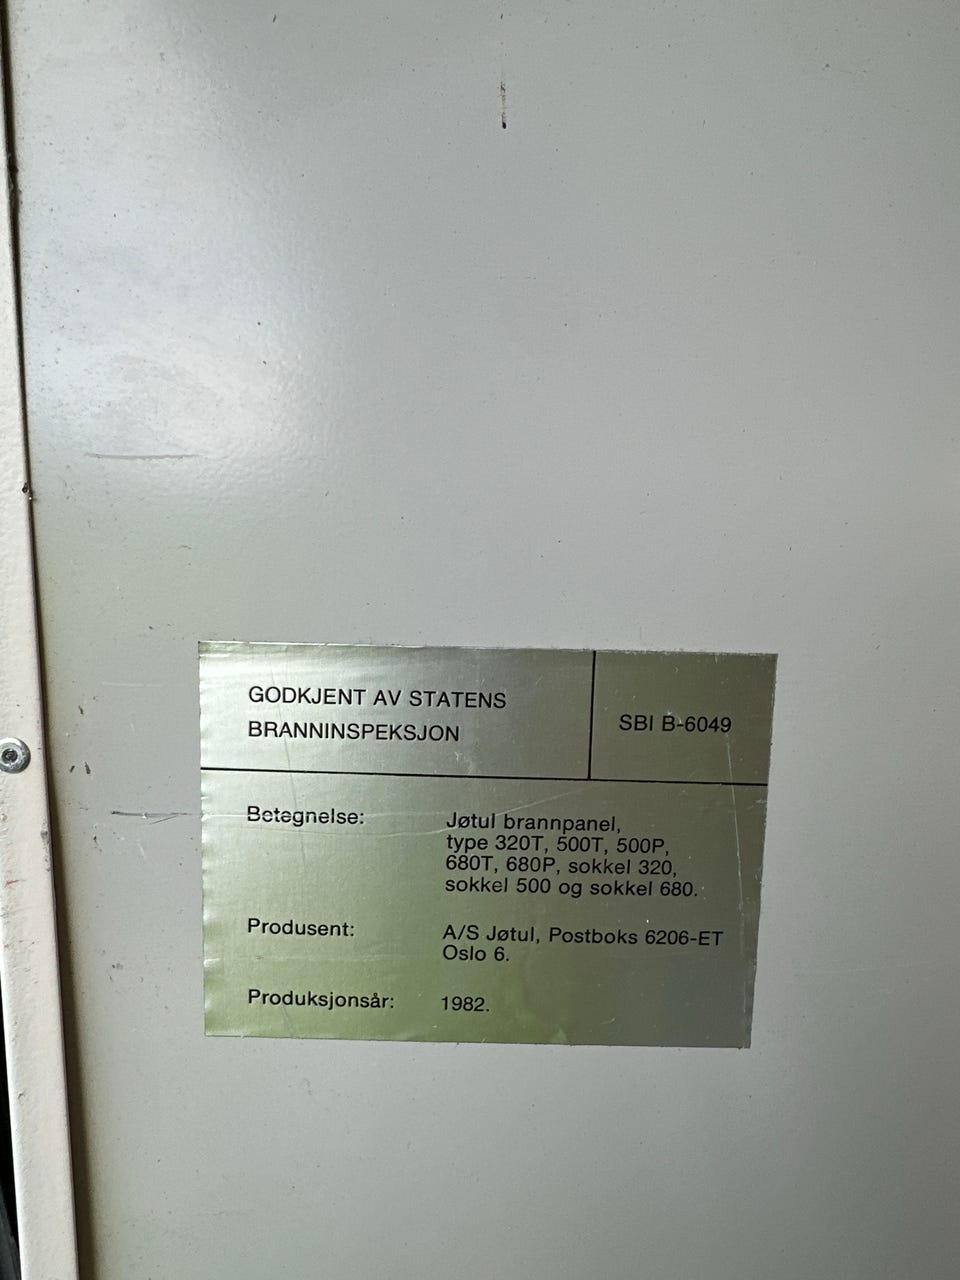 GODKJENT AV STATENS
BRANNINSPEKSJON
SBI B-6049
Betegnelse:
Jøtul brannpanel,
type 320T, 500T, 500P,
680T, 680P, sokkel 320,
sokkel 500 og sokkel 680.
Produsent:
A/S Jøtul, Postboks 6206-ET
Oslo 6.
Produksjonsår:
1982.